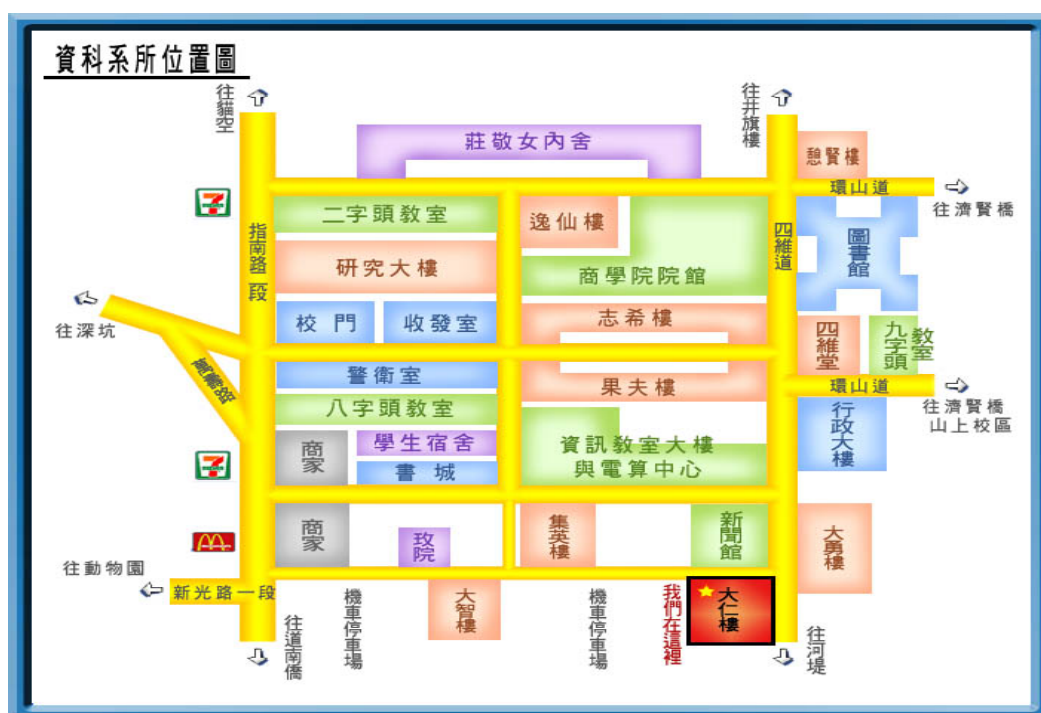 資科系所位置圖
往貓空
往井旗樓
莊敬女內舍
憩賢樓
環山道
往濟賢橋
7
ELEVEN
二字頭教室
逸仙樓
指南路二段
四維道
圖書館
研究大樓
商學院院館
往深坑
校門
收發室
志希樓
四維堂
九字頭
教室
萬壽路
警衛室
果夫樓
環山道
往濟賢橋
山上校區
八字頭教室
行政大樓
商家
學生宿舍
書城
資訊教室大樓
與電算中心
7
ELEVEN
商家
玫院
集英樓
新聞館
大勇樓
往動物園
新光路一段
往道南僑
機車停車場
大智樓
機車停車場
我們在這裡
大仁樓
往河堤